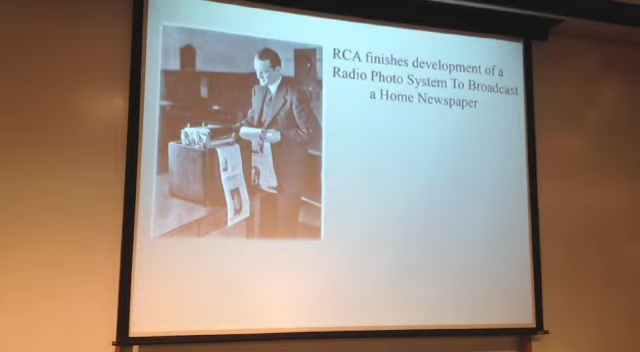 RCA finishes development of a
Radio Photo System To Broadcast
a Home Newspaper